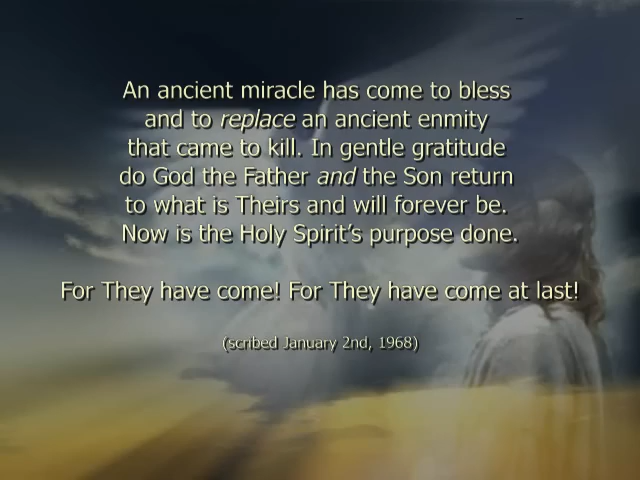 An ancient miracle has come to bless
and to replace an ancient enmity
that came to kill. In gentle gratitude
do God the Father and the Son return
to what is Theirs and will forever be.
Now is the Holy Spirit's purpose done.
For They have come! For They have come at last!
(scribed January 2nd, 1968)